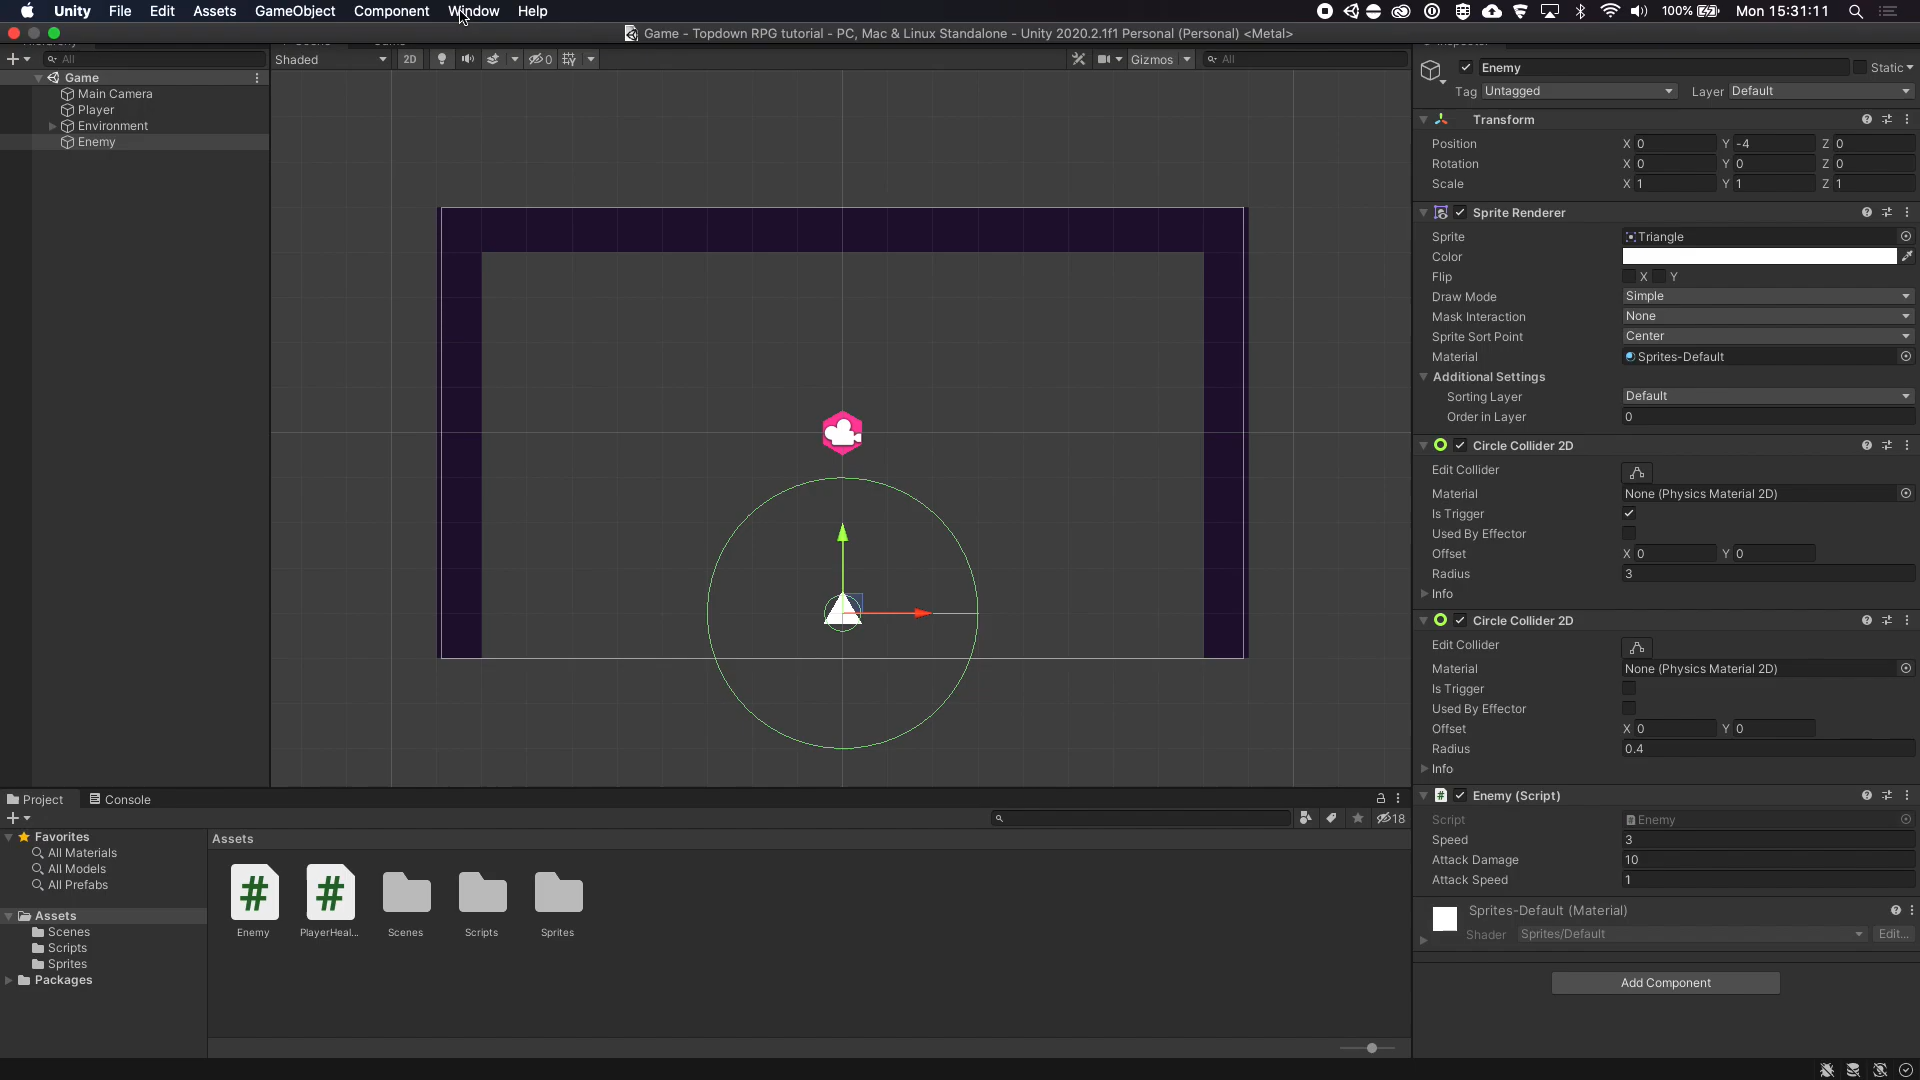 Unity File Edit Assets GameObject Component Window Help
100% Mon 15:31:11
Game - Topdown RPG tutorial - PC, Mac & Linux Standalone - Unity 2020.2.1f1 Personal (Personal) <Metal>
All
Game
Main Camera
Player
Environment
Enemy
Shaded
2D
0
Gizmos
All
Enemy
Static
Tag Untagged
Layer Default
Transform
Position X 0 Y -4 Z 0
Rotation X 0 Y 0 Z 0
Scale X 1 Y 1 Z 1
Sprite Renderer
Sprite Triangle
Color
Flip X Y
Draw Mode Simple
Mask Interaction None
Sprite Sort Point Center
Material Sprites-Default
Additional Settings
Sorting Layer Default
Order in Layer 0
Circle Collider 2D
Edit Collider
Material None (Physics Material 2D)
Is Trigger
Used By Effector
Offset X 0 Y 0
Radius 3
Info
Circle Collider 2D
Edit Collider
Material None (Physics Material 2D)
Is Trigger
Used By Effector
Offset X 0 Y 0
Radius 0.4
Info
# Enemy (Script)
Script Enemy
Speed 3
Attack Damage 10
Attack Speed 1
Sprites-Default (Material)
Shader Sprites/Default Edit...
Add Component
Project
Console
18
Favorites
All Materials
All Models
All Prefabs
Assets
Scenes
Scripts
Sprites
Packages
Assets
# #
Enemy
PlayerHeal...
Scenes
Scripts
Sprites